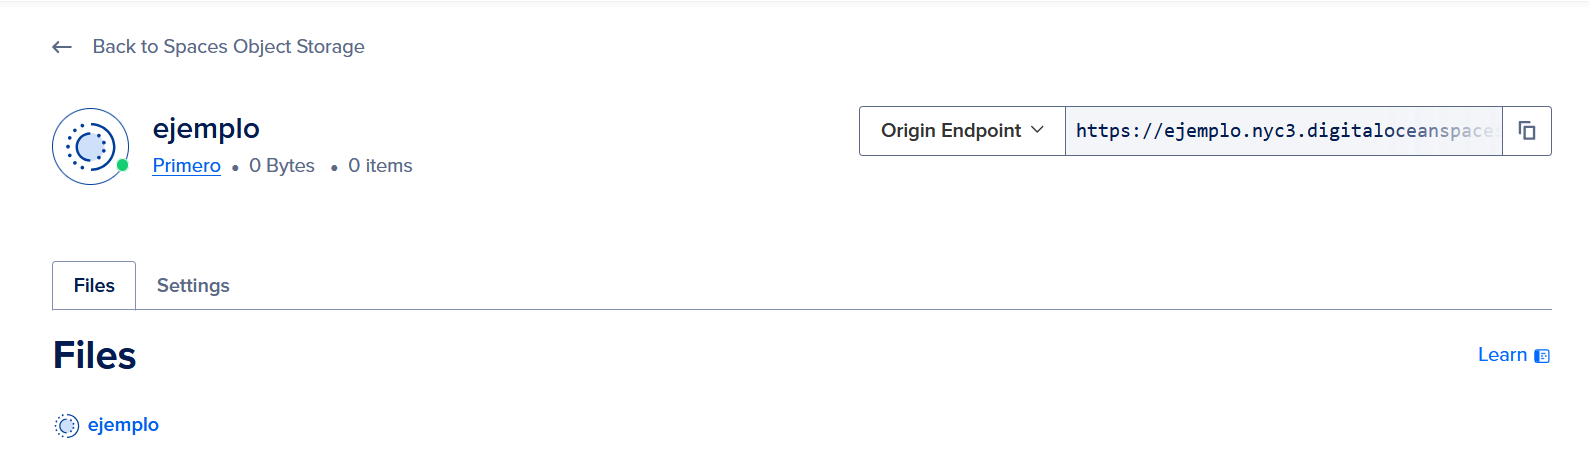 ← Back to Spaces Object Storage
ejemplo
Primero • 0 Bytes • 0 items
Origin Endpoint
https://ejemplo.nyc3.digitaloceanspaces
Files
Settings
Files
Learn
ejemplo